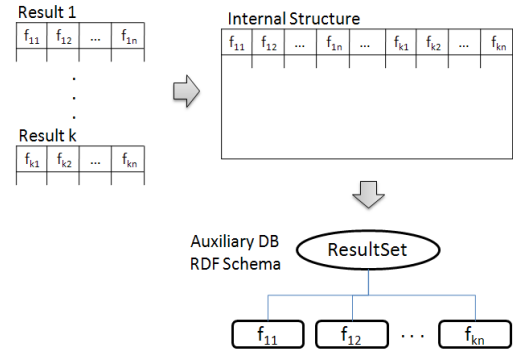 Result 1
f11 f12 ... f1n
.
.
.
Result k
fk1 fk2 ... fkn
Internal Structure
f11 f12 ... f1n ... fk1 fk2 ... fkn
Auxiliary DB
RDF Schema
ResultSet
f11 f12 ... fkn